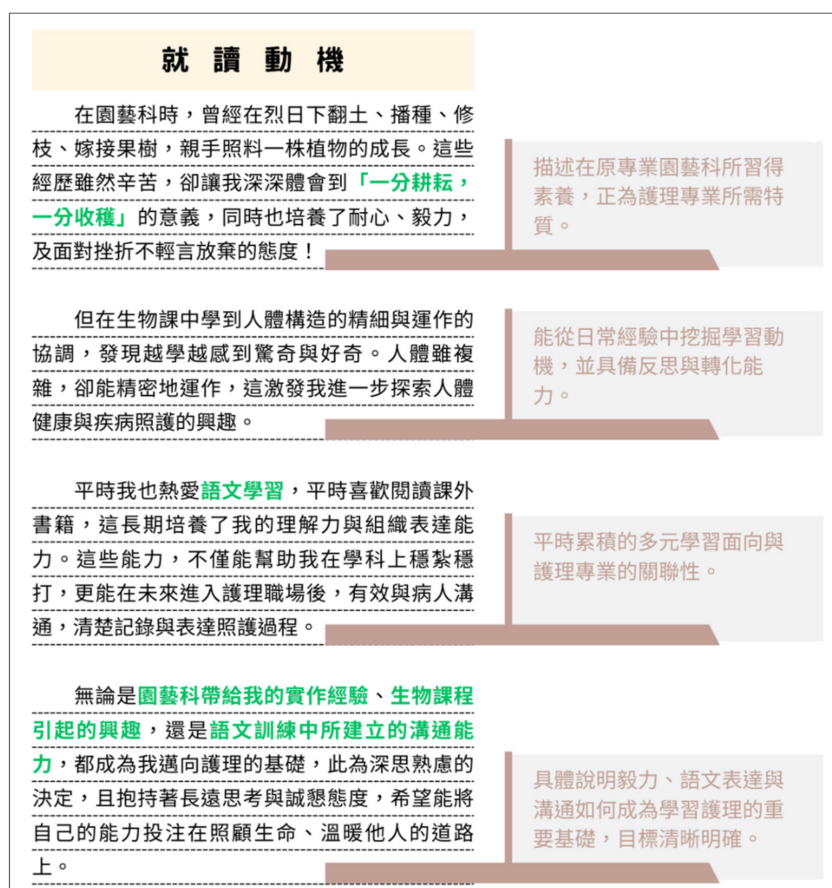 就讀動機
在園藝科時，曾經在烈日下翻土、播種、修
枝、嫁接果樹，親手照料一株植物的成長。這些
經歷雖然辛苦，卻讓我深深體會到「一分耕耘，
一分收穫」的意義，同時也培養了耐心、毅力，
及面對挫折不輕言放棄的態度！
描述在原專業園藝科所習得
素養，正為護理專業所需特
質。
但在生物課中學到人體構造的精細與運作的
協調，發現越學越感到驚奇與好奇。人體雖複
雜，卻能精密地運作，這激發我進一步探索人體
健康與疾病照護的興趣。
能從日常經驗中挖掘學習動
機，並具備反思與轉化能
力。
平時我也熱愛語文學習，平時喜歡閱讀課外
書籍，這長期培養了我的理解力與組織表達能
力。這些能力，不僅能幫助我在學科上穩紮穩
打，更能在未來進入護理職場後，有效與病人溝
通，清楚記錄與表達照護過程。
平時累積的多元學習面向與
護理專業的關聯性。
無論是園藝科帶給我的實作經驗、生物課程
引起的興趣，還是語文訓練中所建立的溝通能
力，都成為我邁向護理的基礎，此為深思熟慮的
決定，且抱持著長遠思考與誠懇態度，希望能將
自己的能力投注在照顧生命、溫暖他人的道路
上。
具體說明毅力、語文表達與
溝通如何成為學習護理的重
要基礎，目標清晰明確。